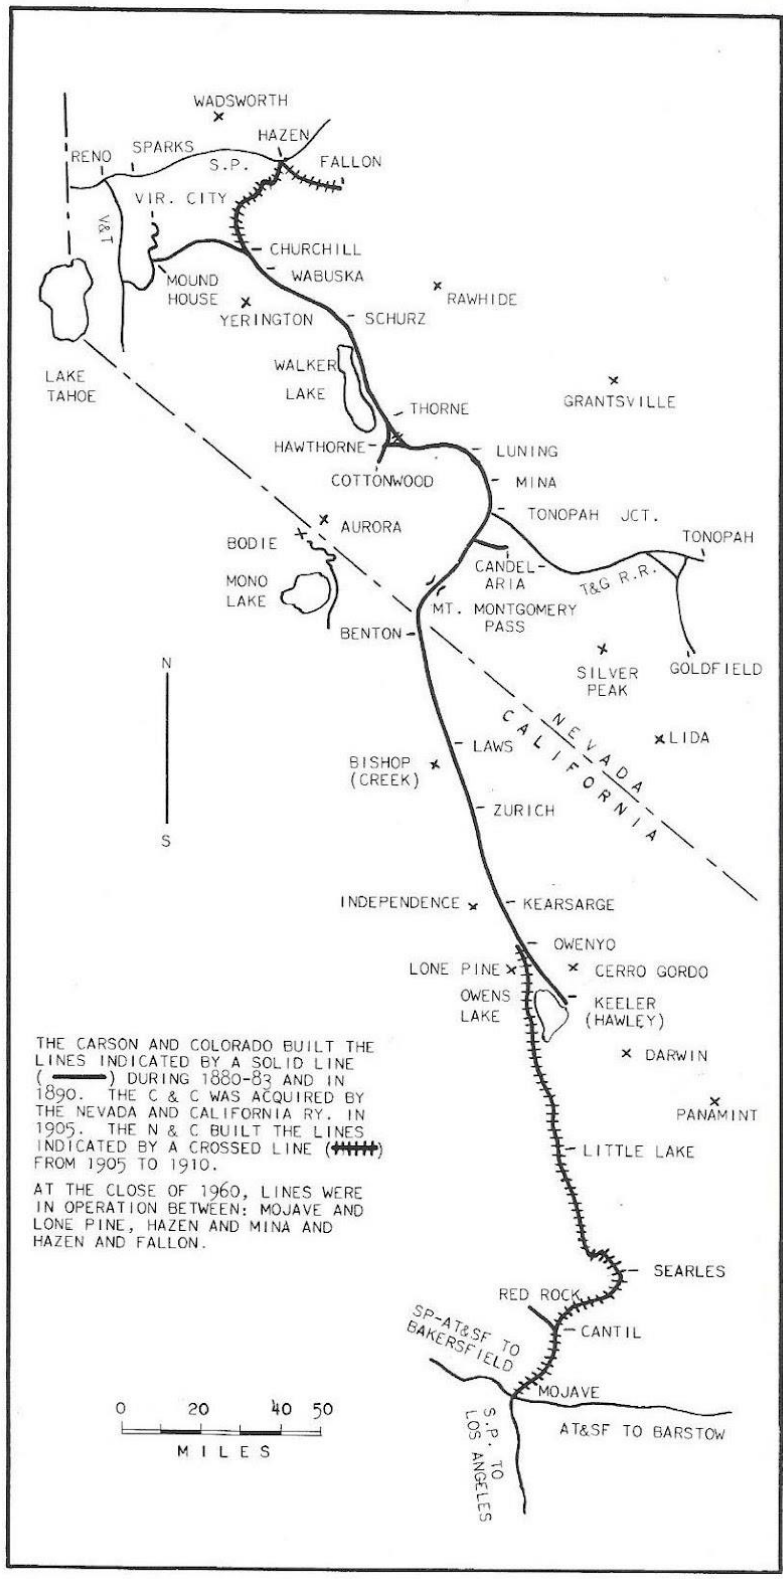 WADSWORTH
HAZEN
SPARKS
RENO
S.P.
FALLON
VIR. CITY
V&T
CHURCHILL
WABUSKA
MOUND
HOUSE
RAWHIDE
YERINGTON
SCHURZ
WALKER
LAKE
LAKE
TAHOE
GRANTSVILLE
THORNE
HAWTHORNE
LUNING
COTTONWOOD
MINA
TONOPAH JCT.
AURORA
BODIE
TONOPAH
CANDEL-
ARIA
T&G R.R.
MONO
LAKE
MT. MONTGOMERY
PASS
BENTON
N
SILVER
PEAK
GOLDFIELD
NEVADA
CALIFORNIA
LIDA
LAWS
BISHOP
(CREEK)
ZURICH
S
INDEPENDENCE
KEARSARGE
OWENYO
LONE PINE
CERRO GORDO
OWENS
LAKE
KEELER
(HAWLEY)
DARWIN
PANAMINT
THE CARSON AND COLORADO BUILT THE
LINES INDICATED BY A SOLID LINE
( ) DURING 1880-83 AND IN
1890. THE C & C WAS ACQUIRED BY
THE NEVADA AND CALIFORNIA RY. IN
1905. THE N & C BUILT THE LINES
INDICATED BY A CROSSED LINE ( )
FROM 1905 TO 1910.
AT THE CLOSE OF 1960, LINES WERE
IN OPERATION BETWEEN: MOJAVE AND
LONE PINE, HAZEN AND MINA AND
HAZEN AND FALLON.
LITTLE LAKE
SEARLES
RED ROCK
CANTIL
SP-AT&SF TO
BAKERSFIELD
MOJAVE
AT&SF TO BARSTOW
S.P. TO
LOS ANGELES
0 20 40 50
MILES